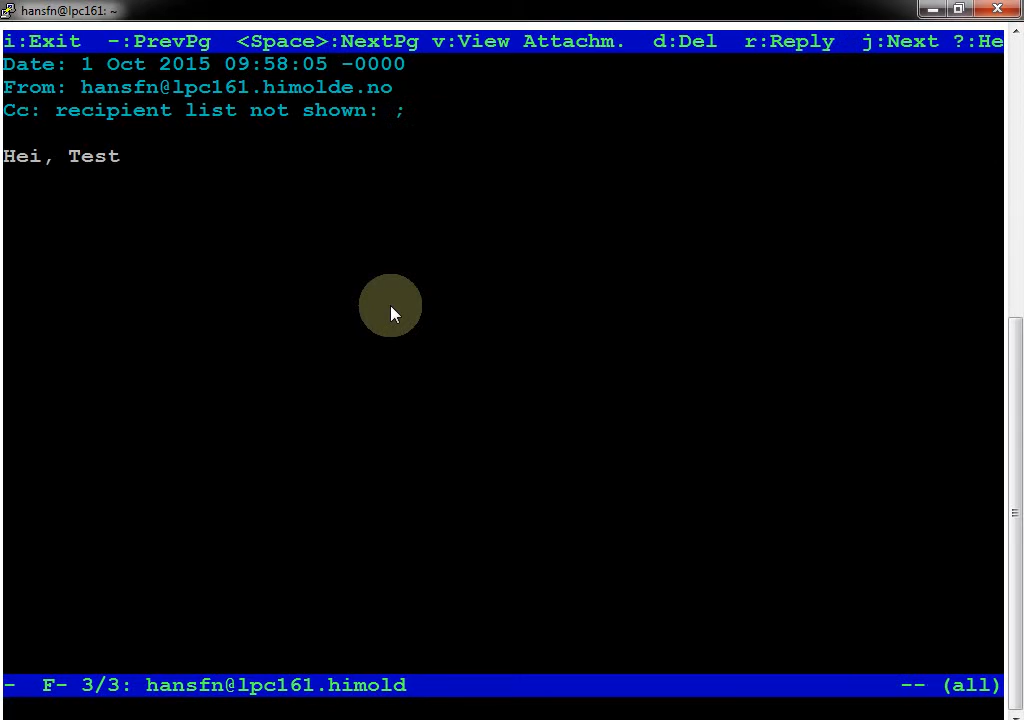 hansfn@lpc161: ~
i:Exit  -:PrevPg  <Space>:NextPg v:View Attachm.  d:Del  r:Reply  j:Next ?:He
Date: 1 Oct 2015 09:58:05 -0000
From: hansfn@lpc161.himolde.no
Cc: recipient list not shown: ;
Hei, Test
-  F- 3/3: hansfn@lpc161.himold -- (all)